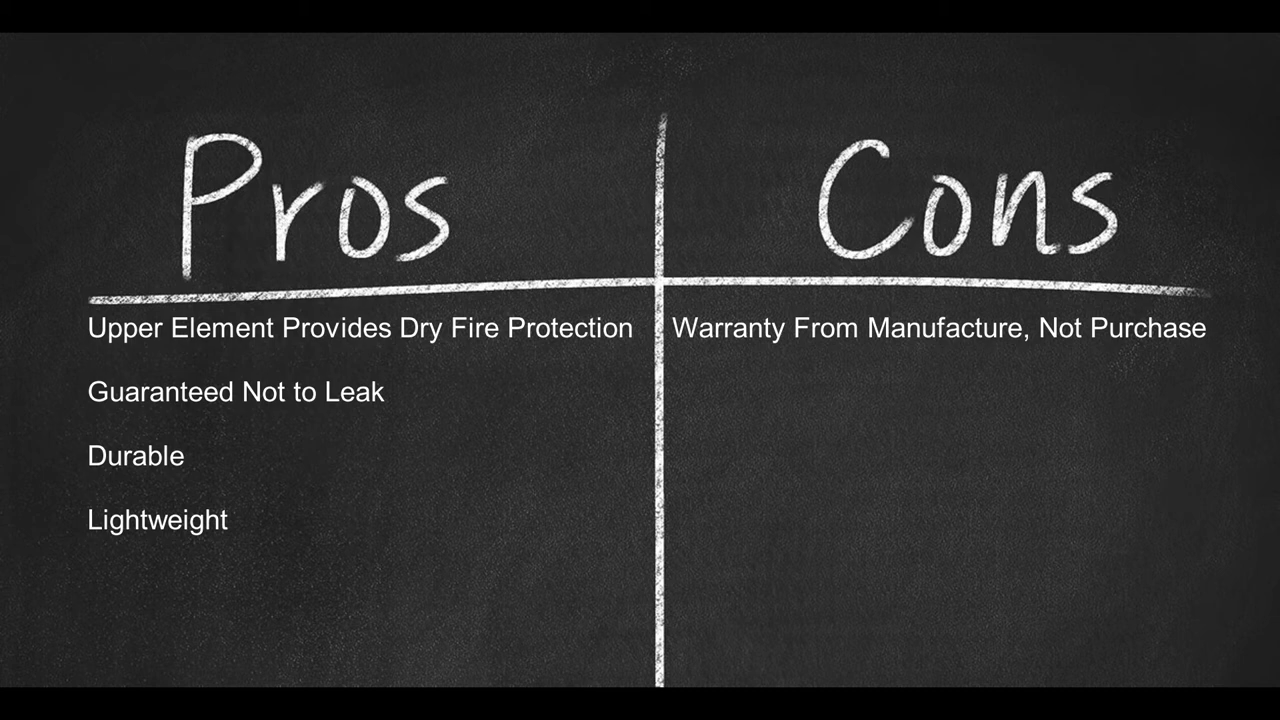 Pros
Cons
Upper Element Provides Dry Fire Protection
Warranty From Manufacture, Not Purchase
Guaranteed Not to Leak
Durable
Lightweight